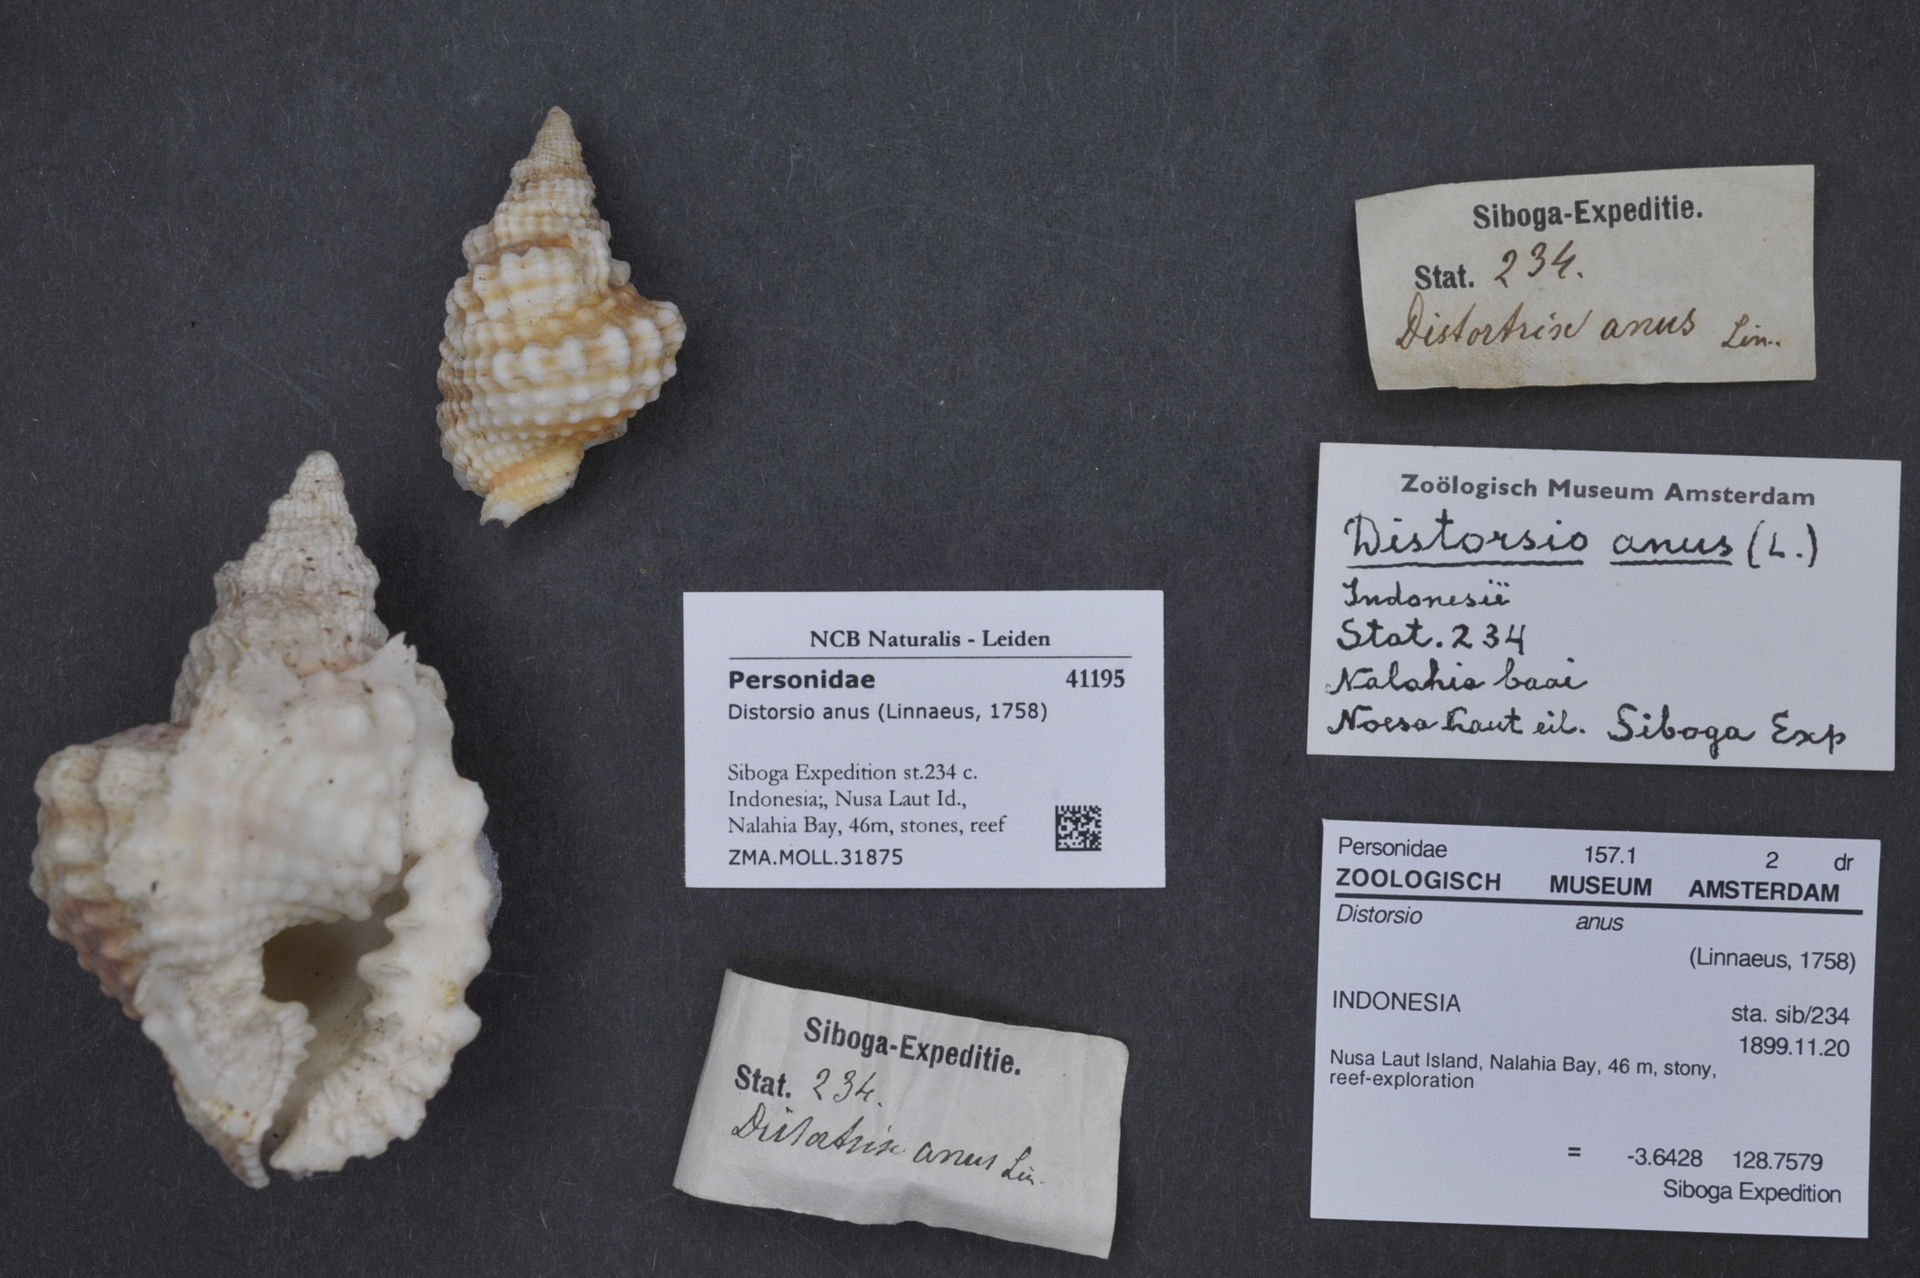 Siboga-Expeditie.
Stat. 234.
Distortrix anus Lin.
Zoölogisch Museum Amsterdam
Distorsio anus (L.)
Indonesië
Stat. 234
Nalahia baai
Noesa Laut eil. Siboga Exp
NCB Naturalis - Leiden
Personidae 41195
Distorsio anus (Linnaeus, 1758)
Siboga Expedition st.234 c.
Indonesia;, Nusa Laut Id.,
Nalahia Bay, 46m, stones, reef
ZMA.MOLL.31875
Personidae 157.1 2 dr
ZOOLOGISCH MUSEUM AMSTERDAM
Distorsio anus
(Linnaeus, 1758)
INDONESIA sta. sib/234
1899.11.20
Nusa Laut Island, Nalahia Bay, 46 m, stony,
reef-exploration
= -3.6428 128.7579
Siboga Expedition
Siboga-Expeditie.
Stat. 234.
Distortrix anus Lin.